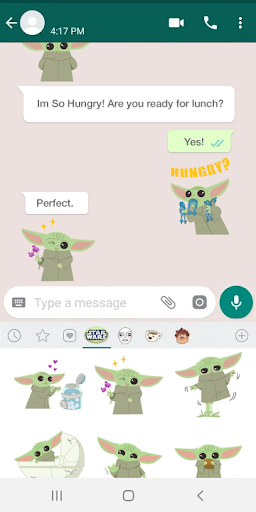 4:17 PM
Im So Hungry! Are you ready for lunch?
Yes!
HUNGRY?
Perfect.
Type a message
STAR
WARS